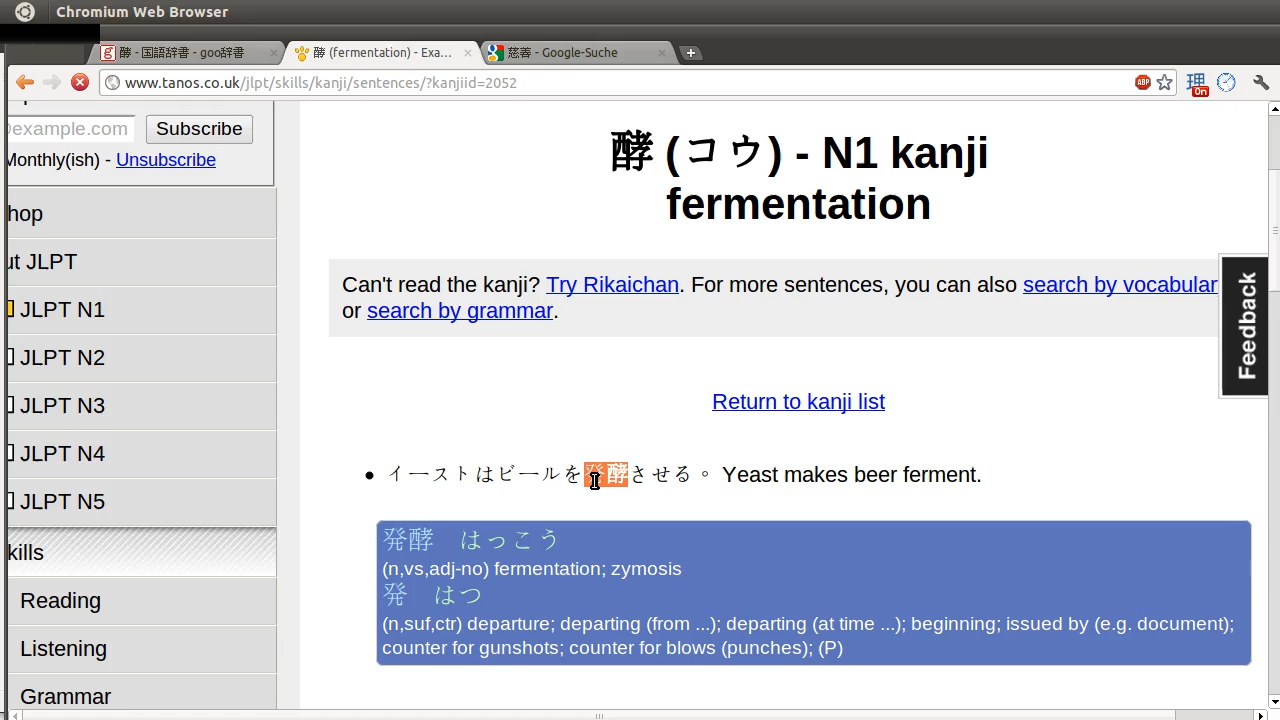 Chromium Web Browser
酵 - 国語辞書 - goo辞書
酵 (fermentation) - Exa...
慈善 - Google-Suche
www.tanos.co.uk/jlpt/skills/kanji/sentences/?kanjiid=2052
ABP
理 On
@example.com Subscribe
Monthly(ish) - Unsubscribe
hop
ut JLPT
JLPT N1
JLPT N2
JLPT N3
JLPT N4
JLPT N5
kills
Reading
Listening
Grammar
酵 (コゥ) - N1 kanji
fermentation
Can't read the kanji? Try Rikaichan. For more sentences, you can also search by vocabular
or search by grammar.
Feedback
Return to kanji list
• イーストはビールを発酵させる。 Yeast makes beer ferment.
発酵 はっこう
(n,vs,adj-no) fermentation; zymosis
発 はつ
(n,suf,ctr) departure; departing (from ...); departing (at time ...); beginning; issued by (e.g. document);
counter for gunshots; counter for blows (punches); (P)